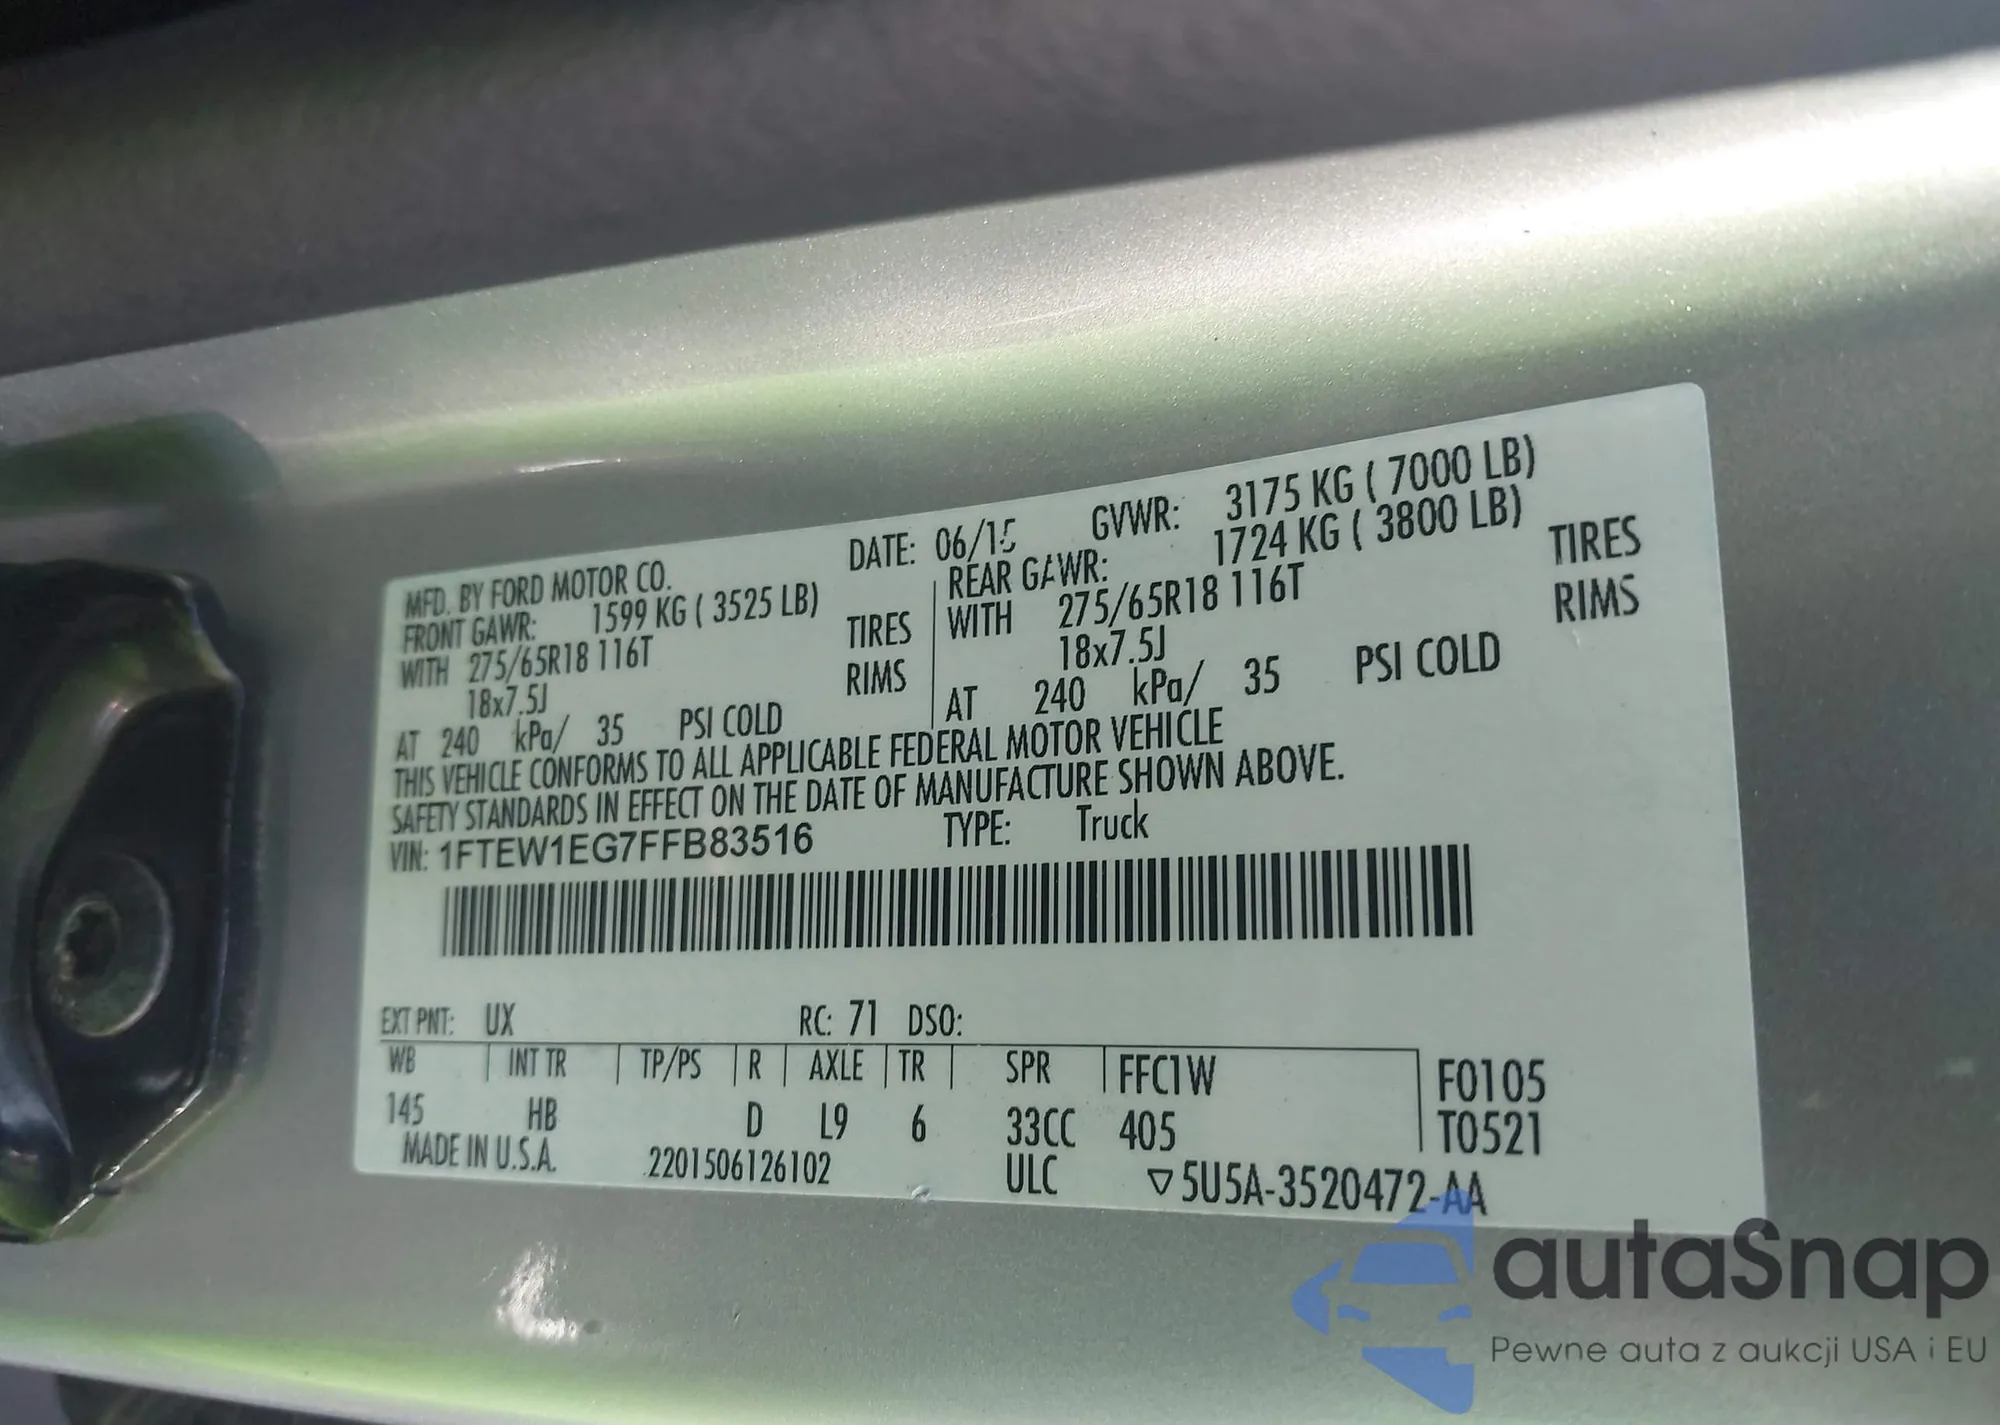 MFD. BY FORD MOTOR CO. DATE: 06/15 GVWR: 3175 KG ( 7000 LB)
FRONT GAWR: 1599 KG ( 3525 LB) REAR GAWR: 1724 KG ( 3800 LB)
WITH 275/65R18 116T TIRES WITH 275/65R18 116T TIRES
18x7.5J RIMS 18x7.5J RIMS
AT 240 kPa/ 35 PSI COLD AT 240 kPa/ 35 PSI COLD
THIS VEHICLE CONFORMS TO ALL APPLICABLE FEDERAL MOTOR VEHICLE
SAFETY STANDARDS IN EFFECT ON THE DATE OF MANUFACTURE SHOWN ABOVE.
VIN: 1FTEW1EG7FFB83516 TYPE: Truck
EXT PNT: UX RC: 71 DSO:
WB INT TR TP/PS R AXLE TR SPR FFC1W F0105
145 HB D L9 6 33CC 405 T0521
MADE IN U.S.A. 2201506126102 ULC ▽5U5A-3520472-AA
autaSnap
Pewne auta z aukcji USA i EU